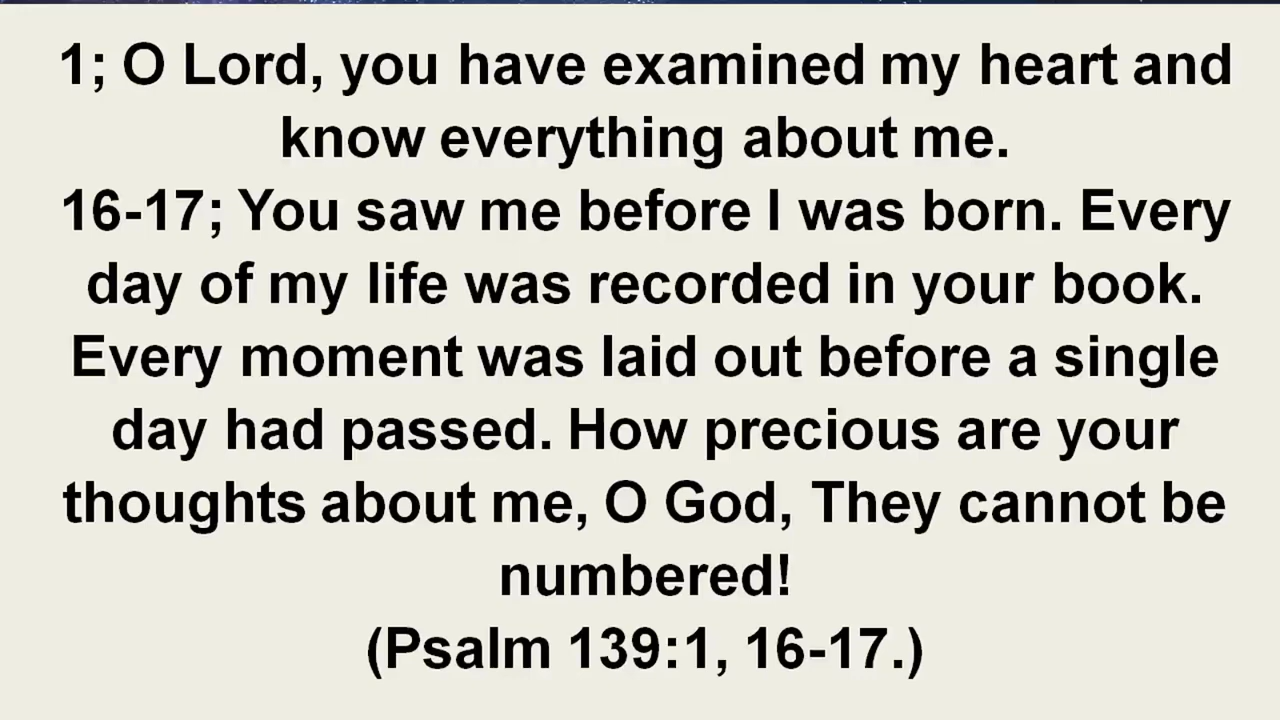 1; O Lord, you have examined my heart and
know everything about me.
16-17; You saw me before I was born. Every
day of my life was recorded in your book.
Every moment was laid out before a single
day had passed. How precious are your
thoughts about me, O God, They cannot be
numbered!
(Psalm 139:1, 16-17.)